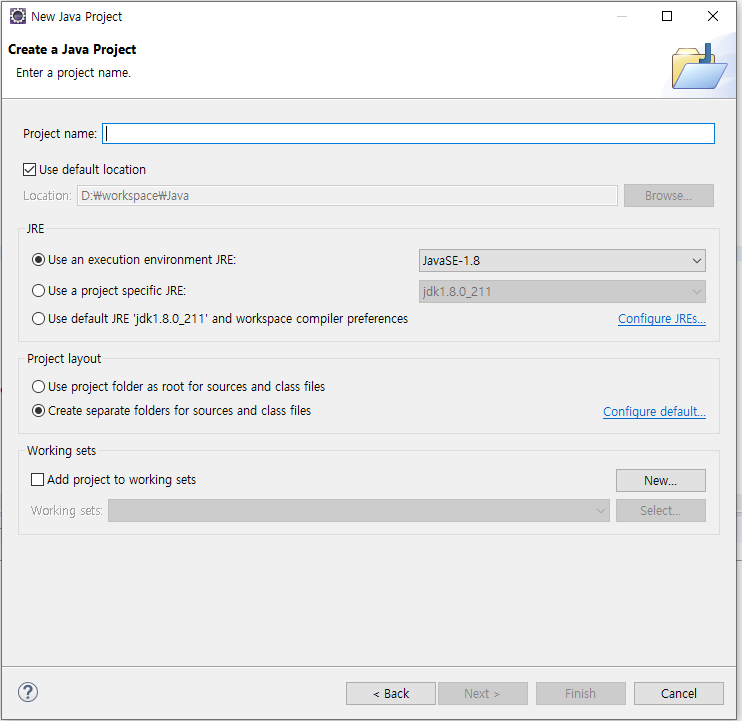 New Java Project
Create a Java Project
Enter a project name.
Project name:
Use default location
Location: D:₩workspace₩Java Browse...
JRE
Use an execution environment JRE: JavaSE-1.8
Use a project specific JRE: jdk1.8.0_211
Use default JRE 'jdk1.8.0_211' and workspace compiler preferences Configure JREs...
Project layout
Use project folder as root for sources and class files
Create separate folders for sources and class files Configure default...
Working sets
Add project to working sets New...
Working sets: Select...
? < Back Next > Finish Cancel